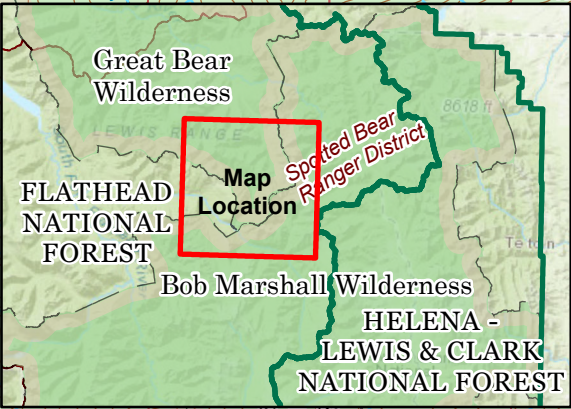 Great Bear
Wilderness
8618 ft
LEWIS RANGE
Spotted Bear
Ranger District
Map
Location
FLATHEAD
NATIONAL
FOREST
Teton
Bob Marshall Wilderness
HELENA -
LEWIS & CLARK
NATIONAL FOREST